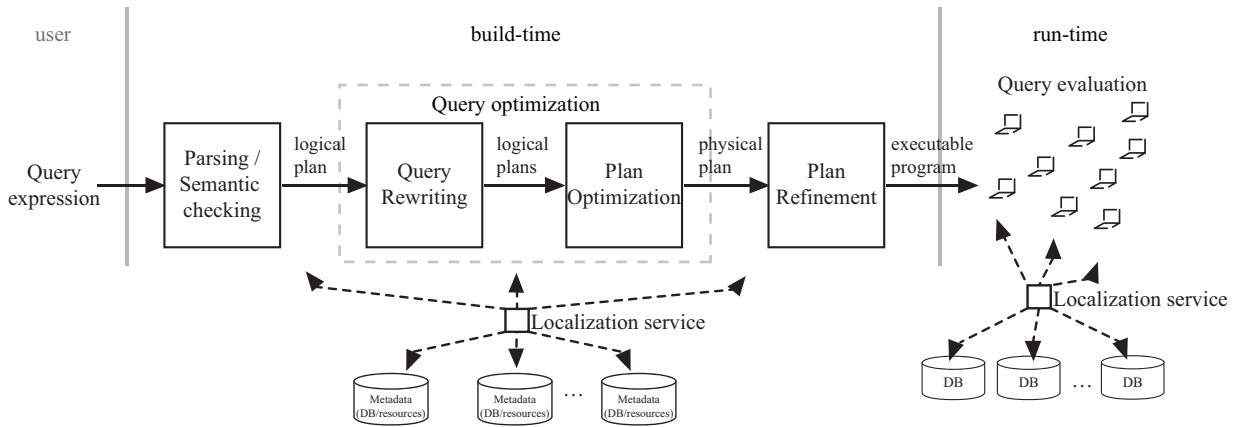 user
build-time
run-time
Query optimization
Query evaluation
Query
expression
Parsing /
Semantic
checking
logical
plan
Query
Rewriting
logical
plans
Plan
Optimization
physical
plan
Plan
Refinement
executable
program
Localization service
Localization service
Metadata
(DB/resources)
Metadata
(DB/resources)
...
Metadata
(DB/resources)
DB
DB
...
DB